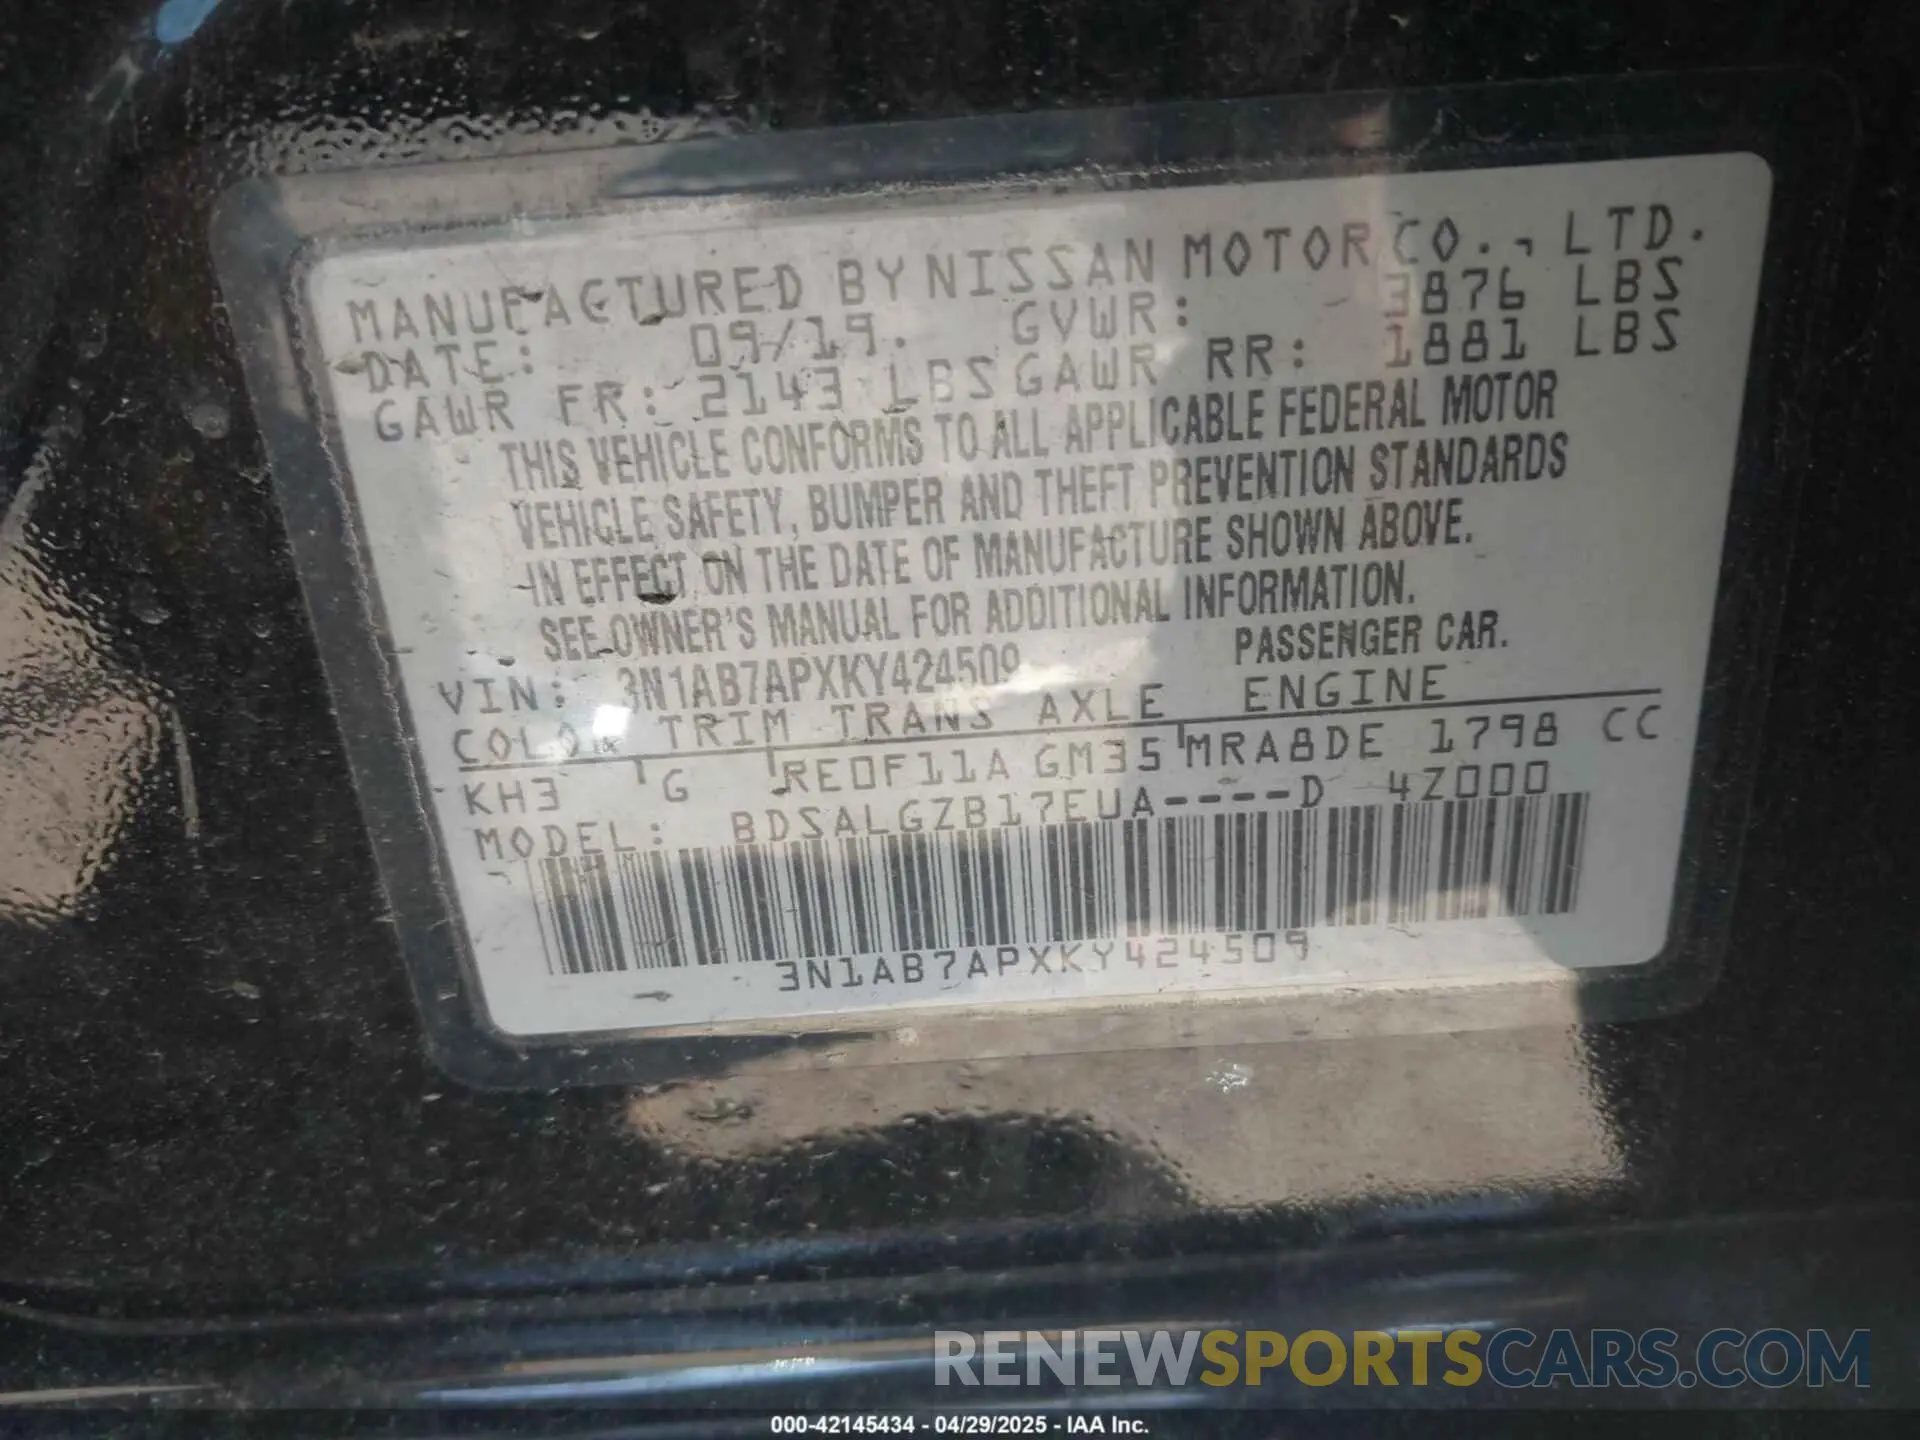 MANUFACTURED BY NISSAN MOTOR CO., LTD.
DATE: 09/19. GVWR: 3876 LBS
GAWR FR: 2143 LBS GAWR RR: 1881 LBS
THIS VEHICLE CONFORMS TO ALL APPLICABLE FEDERAL MOTOR
VEHICLE SAFETY, BUMPER AND THEFT PREVENTION STANDARDS
IN EFFECT ON THE DATE OF MANUFACTURE SHOWN ABOVE.
SEE OWNER'S MANUAL FOR ADDITIONAL INFORMATION.
VIN: 3N1AB7APXKY424509 PASSENGER CAR.
COLOR TRIM TRANS AXLE ENGINE
KH3 G RE0F11A GM35 MRA8DE 1798 CC
MODEL: BDSALGZB17EUA----D 4Z000
3N1AB7APXKY424509
RENEWSPORTSCARS.COM
000-42145434 - 04/29/2025 - IAA Inc.